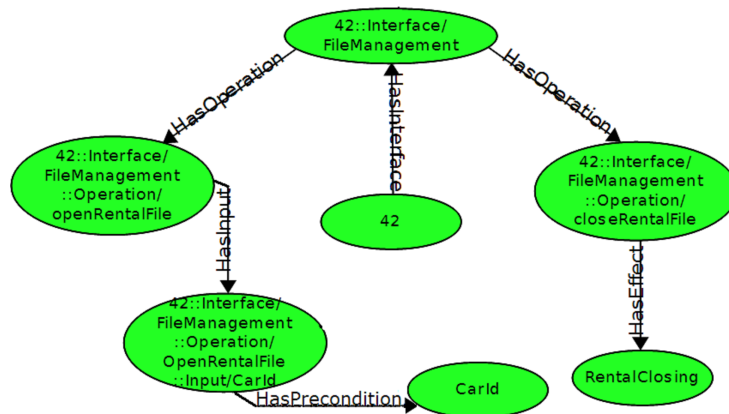 42::Interface/
FileManagement
HasOperation
HasInterface
HasOperation
42::Interface/
FileManagement
::Operation/
openRentalFile
42::Interface/
FileManagement
::Operation/
closeRentalFile
42
HasInput
HasEffect
42::Interface/
FileManagement
::Operation/
OpenRentalFile
::Input/CarId
HasPrecondition
CarId
RentalClosing